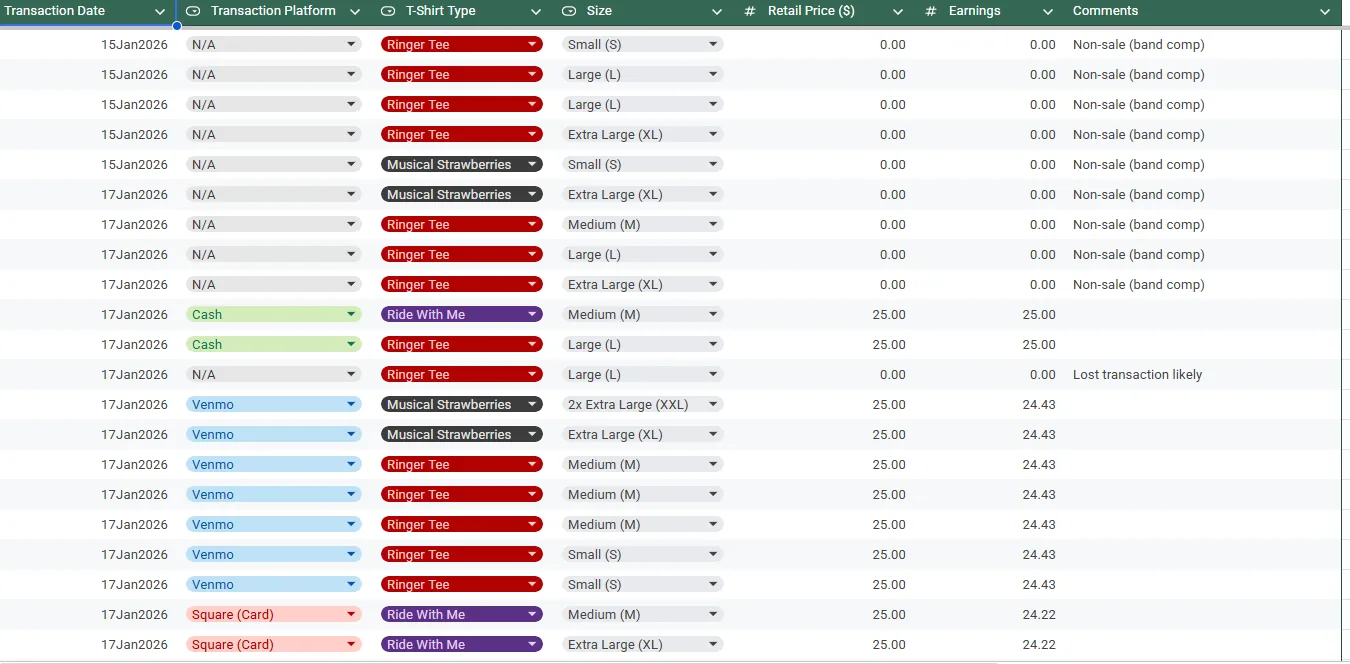 Transaction Date Transaction Platform T-Shirt Type Size # Retail Price ($) # Earnings Comments
15Jan2026 N/A Ringer Tee Small (S) 0.00 0.00 Non-sale (band comp)
15Jan2026 N/A Ringer Tee Large (L) 0.00 0.00 Non-sale (band comp)
15Jan2026 N/A Ringer Tee Large (L) 0.00 0.00 Non-sale (band comp)
15Jan2026 N/A Ringer Tee Extra Large (XL) 0.00 0.00 Non-sale (band comp)
15Jan2026 N/A Musical Strawberries Small (S) 0.00 0.00 Non-sale (band comp)
17Jan2026 N/A Musical Strawberries Extra Large (XL) 0.00 0.00 Non-sale (band comp)
17Jan2026 N/A Ringer Tee Medium (M) 0.00 0.00 Non-sale (band comp)
17Jan2026 N/A Ringer Tee Large (L) 0.00 0.00 Non-sale (band comp)
17Jan2026 N/A Ringer Tee Extra Large (XL) 0.00 0.00 Non-sale (band comp)
17Jan2026 Cash Ride With Me Medium (M) 25.00 25.00
17Jan2026 Cash Ringer Tee Large (L) 25.00 25.00
17Jan2026 N/A Ringer Tee Large (L) 0.00 0.00 Lost transaction likely
17Jan2026 Venmo Musical Strawberries 2x Extra Large (XXL) 25.00 24.43
17Jan2026 Venmo Musical Strawberries Extra Large (XL) 25.00 24.43
17Jan2026 Venmo Ringer Tee Medium (M) 25.00 24.43
17Jan2026 Venmo Ringer Tee Medium (M) 25.00 24.43
17Jan2026 Venmo Ringer Tee Medium (M) 25.00 24.43
17Jan2026 Venmo Ringer Tee Small (S) 25.00 24.43
17Jan2026 Venmo Ringer Tee Small (S) 25.00 24.43
17Jan2026 Square (Card) Ride With Me Medium (M) 25.00 24.22
17Jan2026 Square (Card) Ride With Me Extra Large (XL) 25.00 24.22